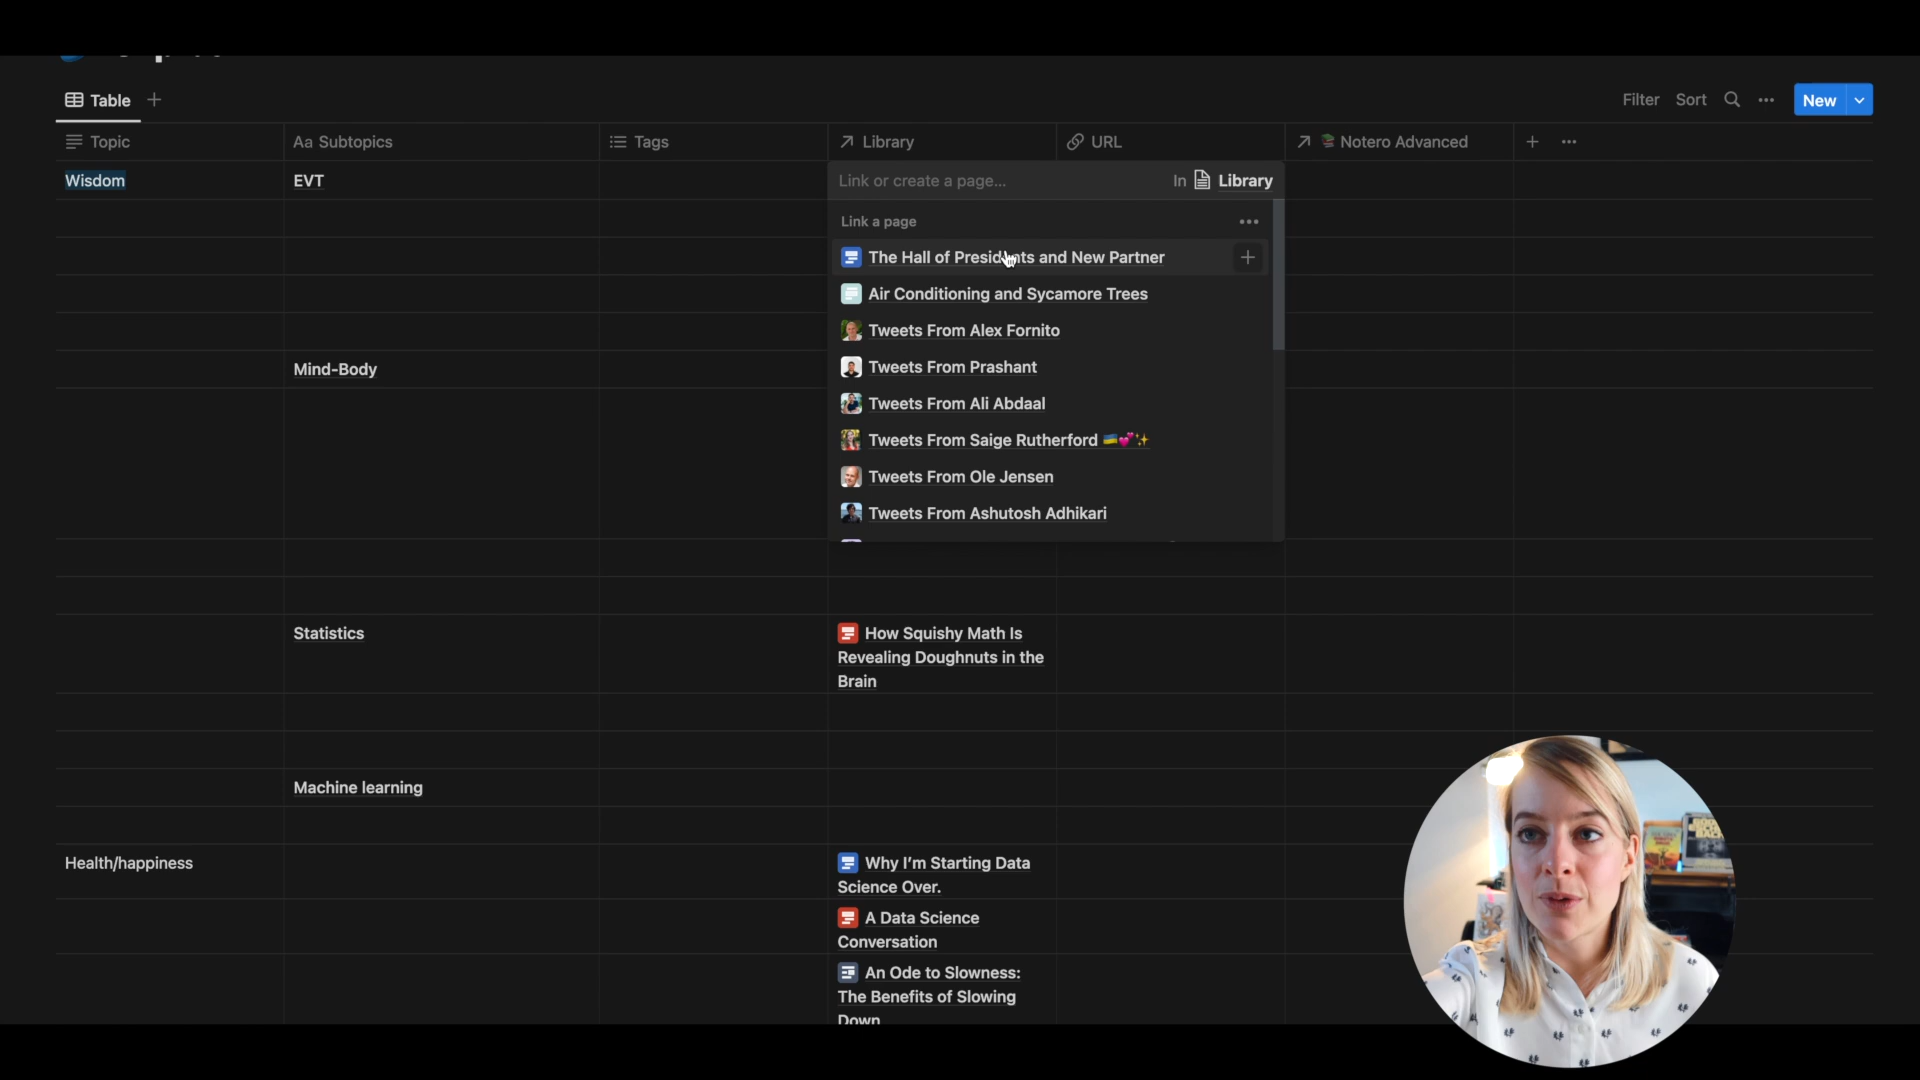 Table
Filter Sort
New
Topic
Aa Subtopics
Tags
Library
URL
Notero Advanced
Wisdom
EVT
Link or create a page...
In Library
Link a page
The Hall of Presidents and New Partner
Air Conditioning and Sycamore Trees
Tweets From Alex Fornito
Tweets From Prashant
Tweets From Ali Abdaal
Tweets From Saige Rutherford 🇺🇦💕✨
Tweets From Ole Jensen
Tweets From Ashutosh Adhikari
Mind-Body
Statistics
How Squishy Math Is
Revealing Doughnuts in the
Brain
Machine learning
Health/happiness
Why I’m Starting Data
Science Over.
A Data Science
Conversation
An Ode to Slowness:
The Benefits of Slowing
Down